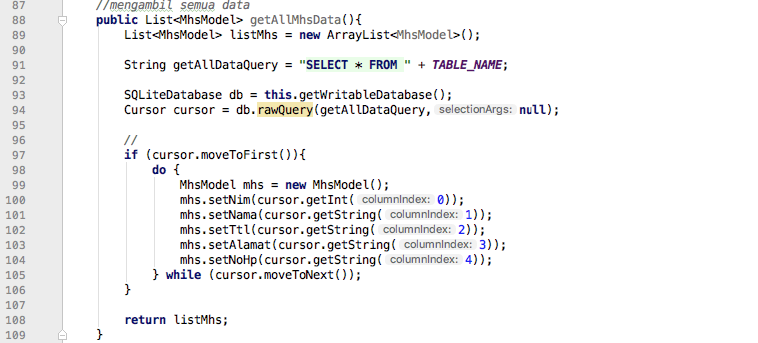 87 //mengambil semua data
88 public List<MhsModel> getAllMhsData(){
89 List<MhsModel> listMhs = new ArrayList<MhsModel>();
90
91 String getAllDataQuery = "SELECT * FROM " + TABLE_NAME;
92
93 SQLiteDatabase db = this.getWritableDatabase();
94 Cursor cursor = db.rawQuery(getAllDataQuery, selectionArgs: null);
95
96 //
97 if (cursor.moveToFirst()){
98 do {
99 MhsModel mhs = new MhsModel();
100 mhs.setNim(cursor.getInt( columnIndex: 0));
101 mhs.setNama(cursor.getString( columnIndex: 1));
102 mhs.setTtl(cursor.getString( columnIndex: 2));
103 mhs.setAlamat(cursor.getString( columnIndex: 3));
104 mhs.setNoHp(cursor.getString( columnIndex: 4));
105 } while (cursor.moveToNext());
106 }
107
108 return listMhs;
109 }